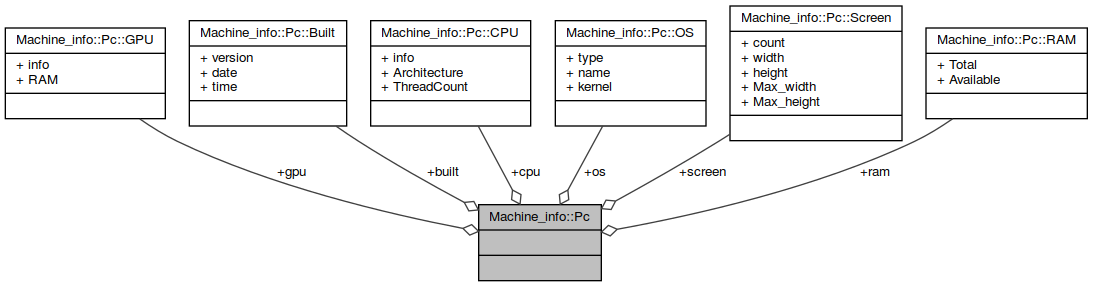 Machine_info::Pc::GPU
+ info
+ RAM
Machine_info::Pc::Built
+ version
+ date
+ time
Machine_info::Pc::CPU
+ info
+ Architecture
+ ThreadCount
Machine_info::Pc::OS
+ type
+ name
+ kernel
Machine_info::Pc::Screen
+ count
+ width
+ height
+ Max_width
+ Max_height
Machine_info::Pc::RAM
+ Total
+ Available
+gpu
+built
+cpu
+os
+screen
+ram
Machine_info::Pc